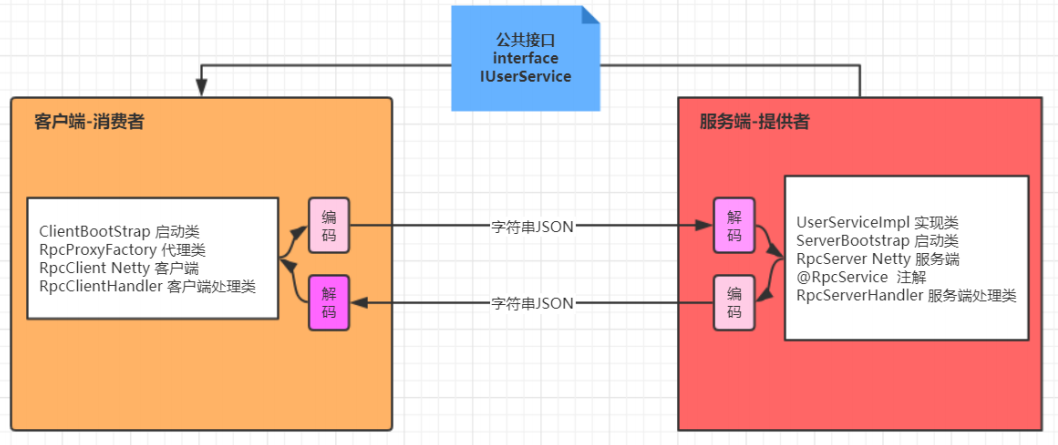 公共接口
interface
IUserService
客户端-消费者
ClientBootStrap 启动类
RpcProxyFactory 代理类
RpcClient Netty 客户端
RpcClientHandler 客户端处理类
编
码
解
码
字符串JSON
字符串JSON
服务端-提供者
解
码
编
码
UserServiceImpl 实现类
ServerBootstrap 启动类
RpcServer Netty 服务端
@RpcService 注解
RpcServerHandler 服务端处理类